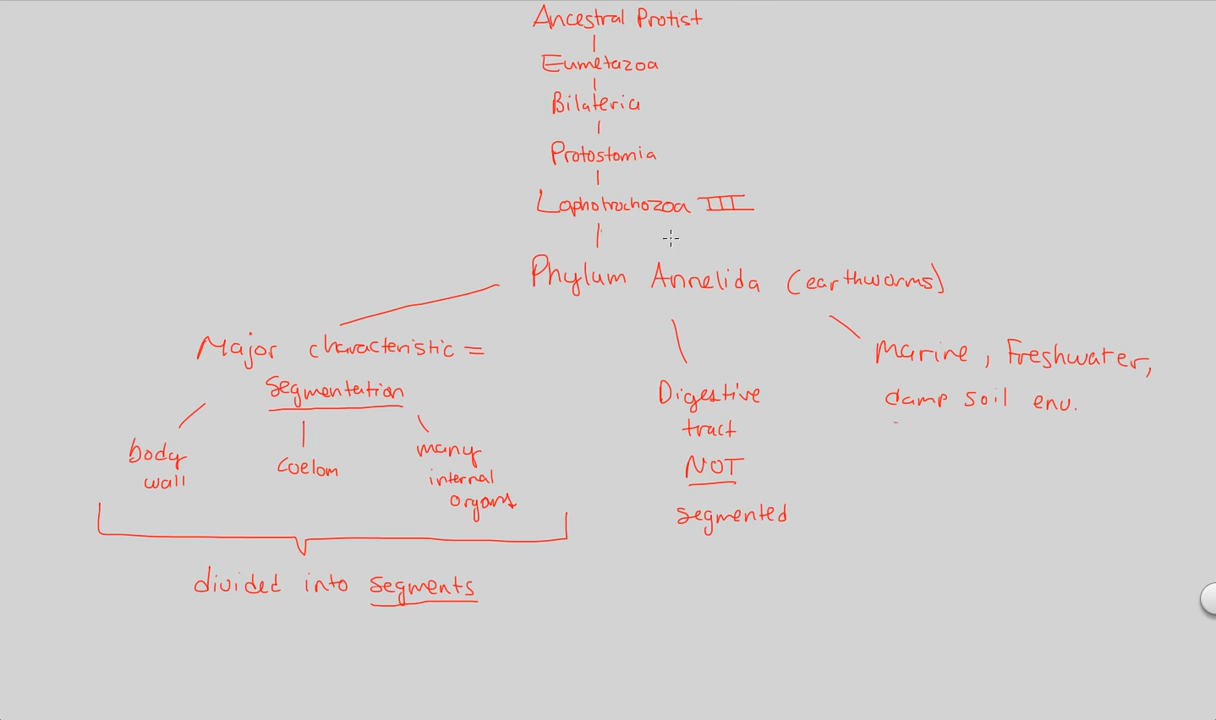 Ancestral Protist
Eumetazoa
Bilateria
Protostomia
Lophotrochozoa III
Phylum Annelida (earthworms)
Major characteristic =
Segmentation
body
wall
Coelom
many
internal
organs
divided into segments
Digestive
tract
NOT
segmented
Marine, Freshwater,
damp soil env.